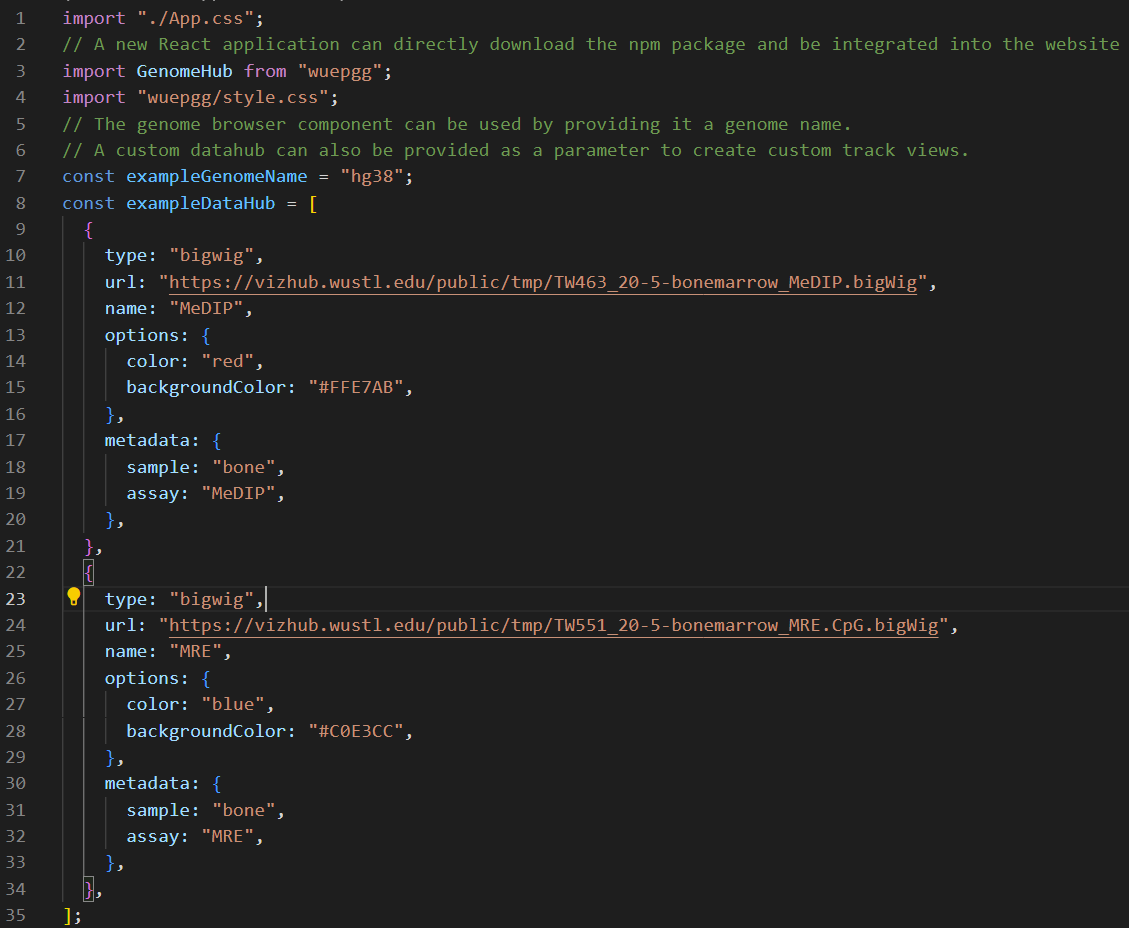 1 import "./App.css";
2 // A new React application can directly download the npm package and be integrated into the website
3 import GenomeHub from "wuepgg";
4 import "wuepgg/style.css";
5 // The genome browser component can be used by providing it a genome name.
6 // A custom datahub can also be provided as a parameter to create custom track views.
7 const exampleGenomeName = "hg38";
8 const exampleDataHub = [
9 {
10 type: "bigwig",
11 url: "https://vizhub.wustl.edu/public/tmp/TW463_20-5-bonemarrow_MeDIP.bigWig",
12 name: "MeDIP",
13 options: {
14 color: "red",
15 backgroundColor: "#FFE7AB",
16 },
17 metadata: {
18 sample: "bone",
19 assay: "MeDIP",
20 },
21 },
22 {
23 type: "bigwig",
24 url: "https://vizhub.wustl.edu/public/tmp/TW551_20-5-bonemarrow_MRE.CpG.bigWig",
25 name: "MRE",
26 options: {
27 color: "blue",
28 backgroundColor: "#C0E3CC",
29 },
30 metadata: {
31 sample: "bone",
32 assay: "MRE",
33 },
34 },
35 ];